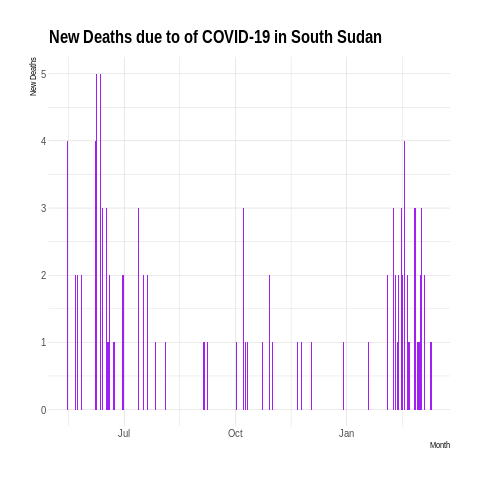 New Deaths due to of COVID-19 in South Sudan
New Deaths
5
4
3
2
1
0
Jul
Oct
Jan
Month